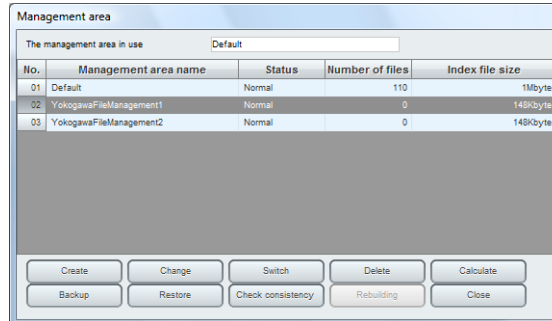 Management area
The management area in use Default
No. Management area name Status Number of files Index file size
01 Default Normal 110 1Mbyte
02 YokogawaFileManagement1 Normal 0 148Kbyte
03 YokogawaFileManagement2 Normal 0 148Kbyte
Create Change Switch Delete Calculate
Backup Restore Check consistency Rebuilding Close